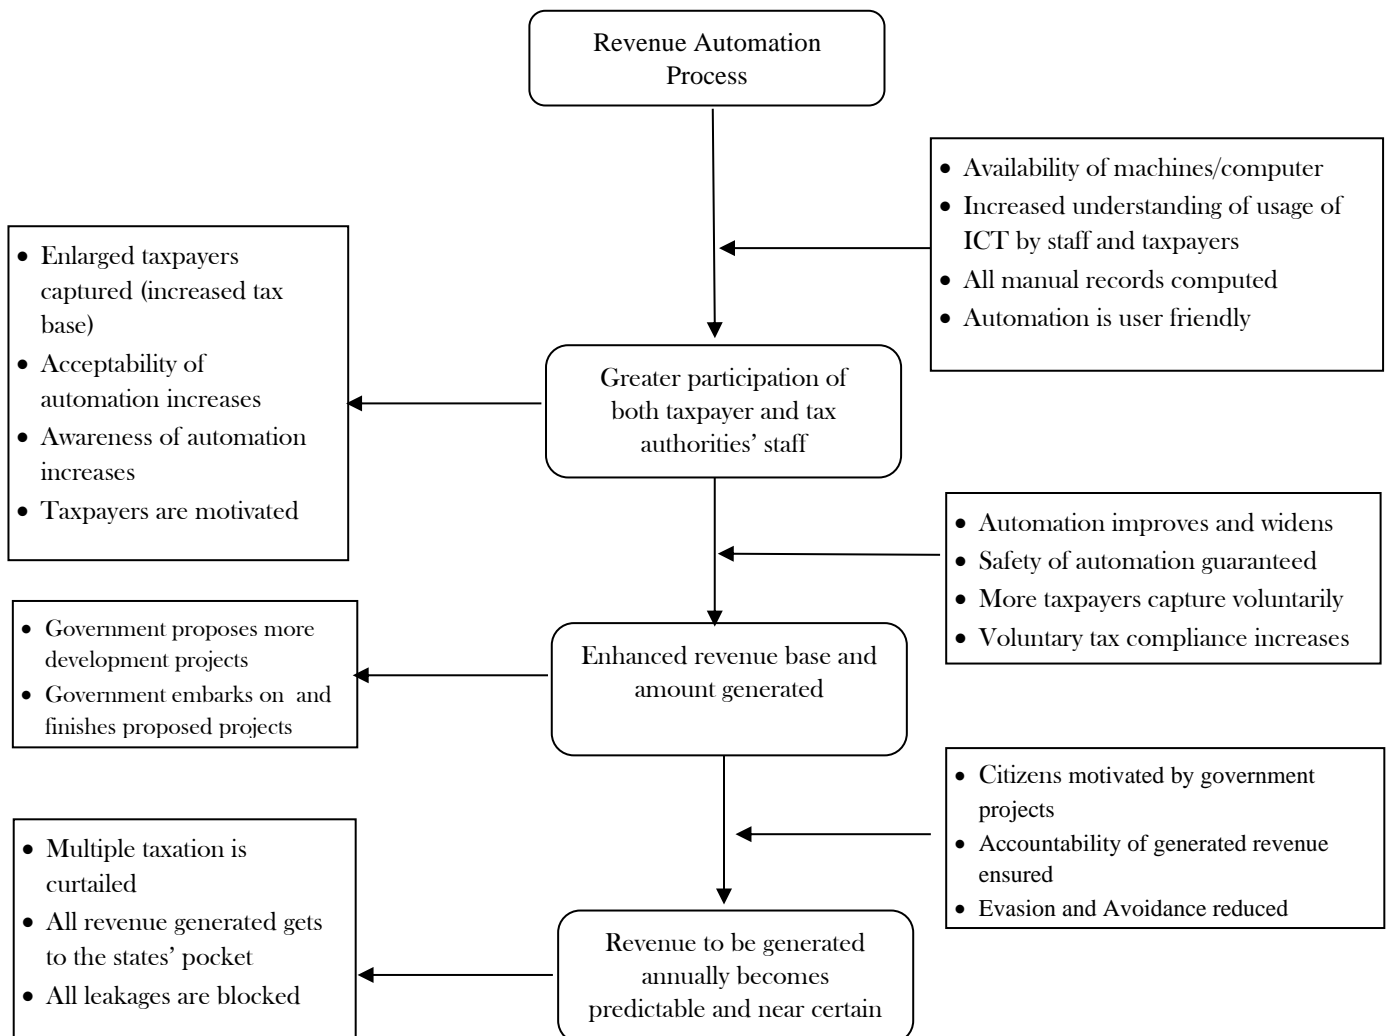 Revenue Automation
Process
• Availability of machines/computer
• Increased understanding of usage of
ICT by staff and taxpayers
• All manual records computed
• Automation is user friendly
• Enlarged taxpayers
captured (increased tax
base)
• Acceptability of
automation increases
• Awareness of automation
increases
• Taxpayers are motivated
Greater participation of
both taxpayer and tax
authorities’ staff
• Automation improves and widens
• Safety of automation guaranteed
• More taxpayers capture voluntarily
• Voluntary tax compliance increases
• Government proposes more
development projects
• Government embarks on and
finishes proposed projects
Enhanced revenue base and
amount generated
• Citizens motivated by government
projects
• Accountability of generated revenue
ensured
• Evasion and Avoidance reduced
• Multiple taxation is
curtailed
• All revenue generated gets
to the states’ pocket
• All leakages are blocked
Revenue to be generated
annually becomes
predictable and near certain